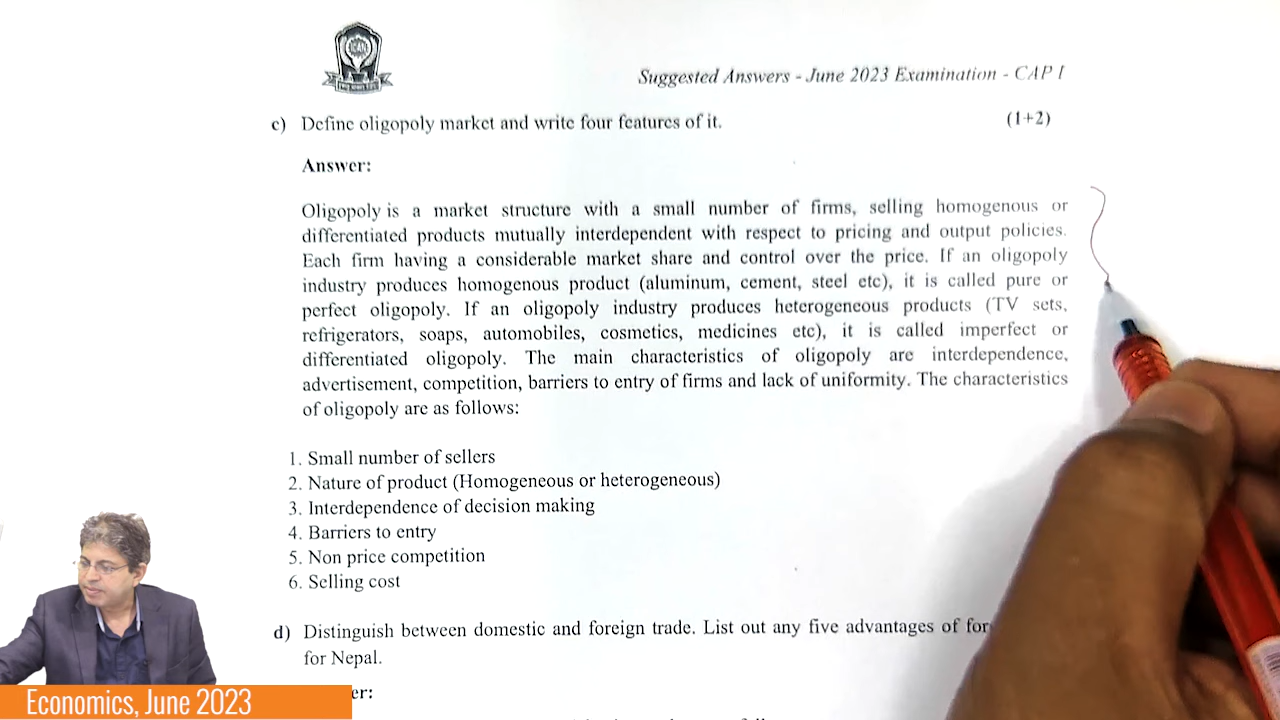 ICAN
Suggested Answers - June 2023 Examination - CAP I
c) Define oligopoly market and write four features of it. (1+2)
Answer:
Oligopoly is a market structure with a small number of firms, selling homogenous or
differentiated products mutually interdependent with respect to pricing and output policies.
Each firm having a considerable market share and control over the price. If an oligopoly
industry produces homogenous product (aluminum, cement, steel etc), it is called pure or
perfect oligopoly. If an oligopoly industry produces heterogeneous products (TV sets,
refrigerators, soaps, automobiles, cosmetics, medicines etc), it is called imperfect or
differentiated oligopoly. The main characteristics of oligopoly are interdependence,
advertisement, competition, barriers to entry of firms and lack of uniformity. The characteristics
of oligopoly are as follows:
1. Small number of sellers
2. Nature of product (Homogeneous or heterogeneous)
3. Interdependence of decision making
4. Barriers to entry
5. Non price competition
6. Selling cost
d) Distinguish between domestic and foreign trade. List out any five advantages of for
for Nepal.
er:
Economics, June 2023